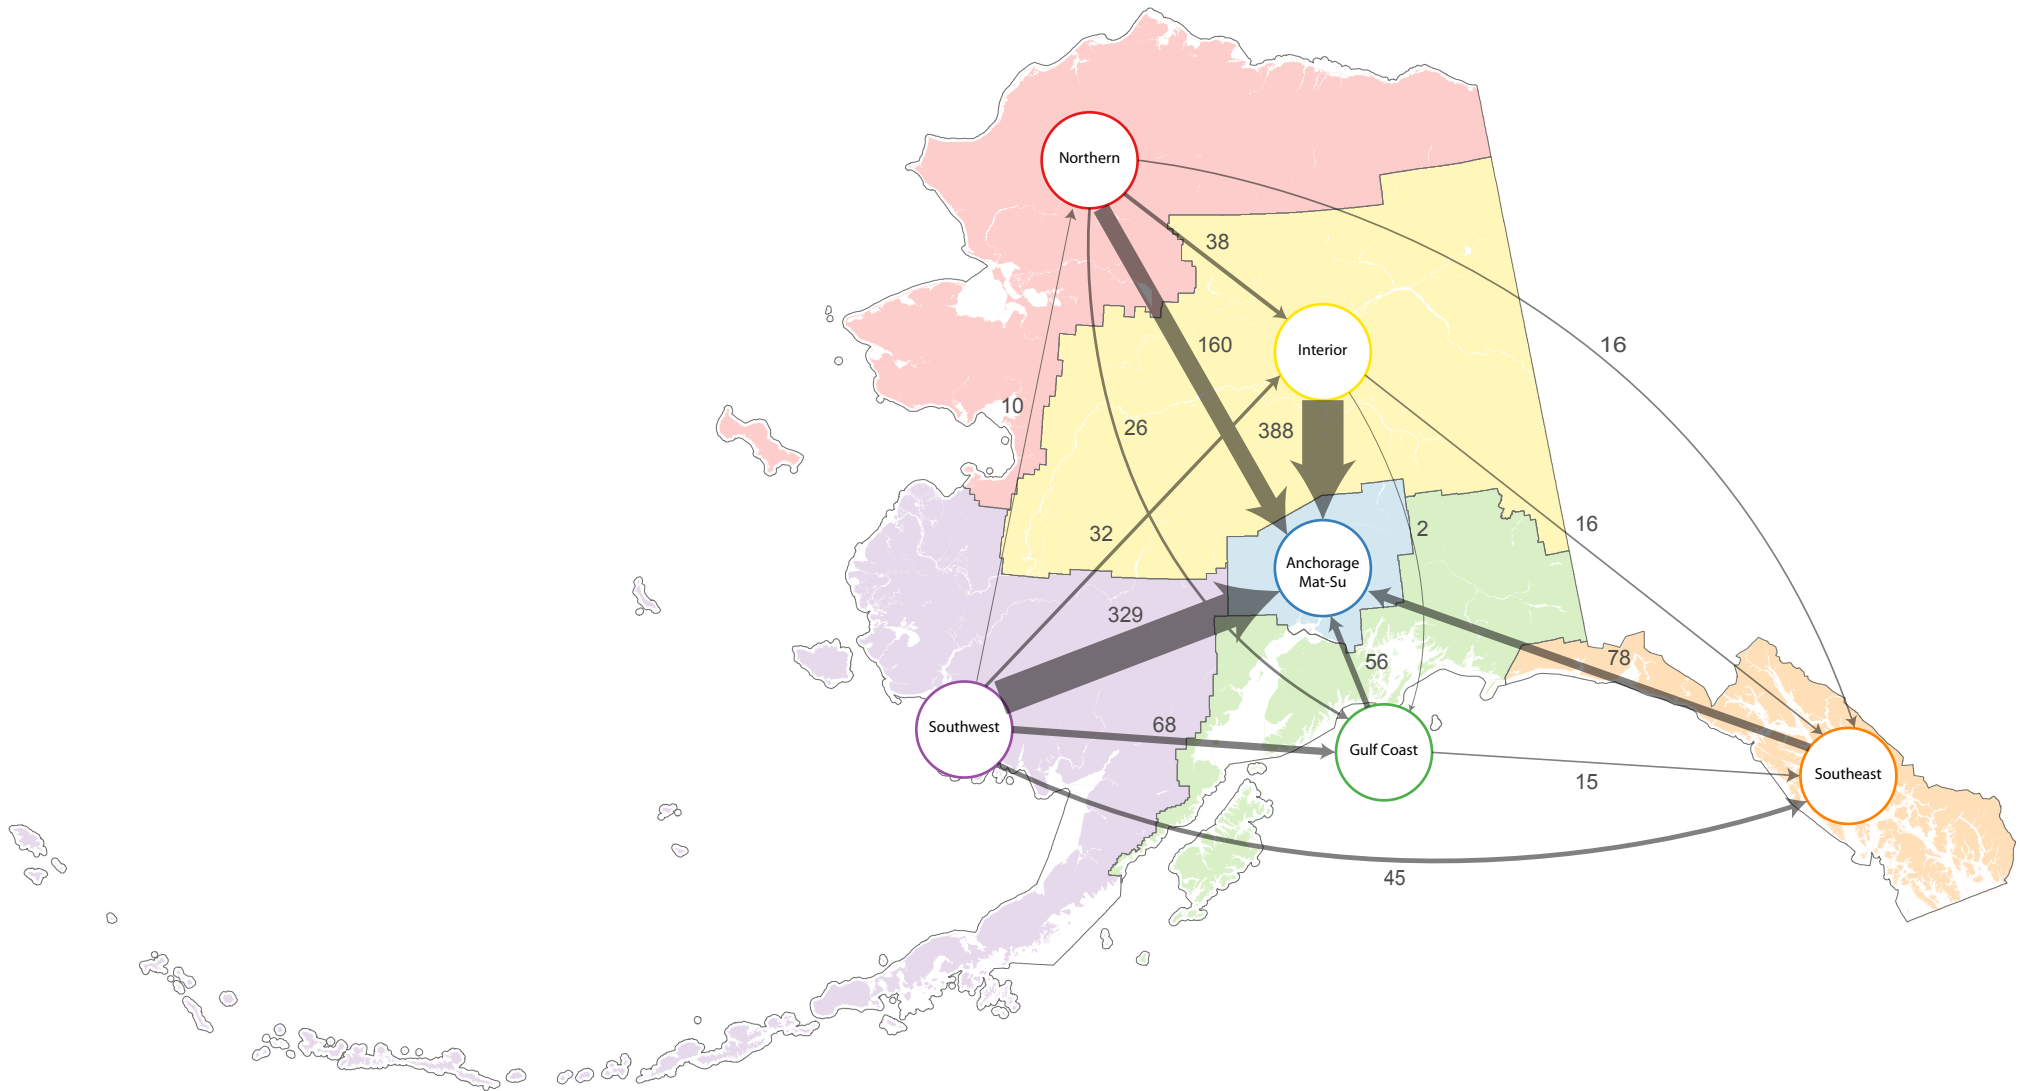 Northern
38
16
160
Interior
10
26
388
32
2
16
Anchorage
Mat-Su
329
56
78
68
Southwest
Gulf Coast
15
Southeast
45